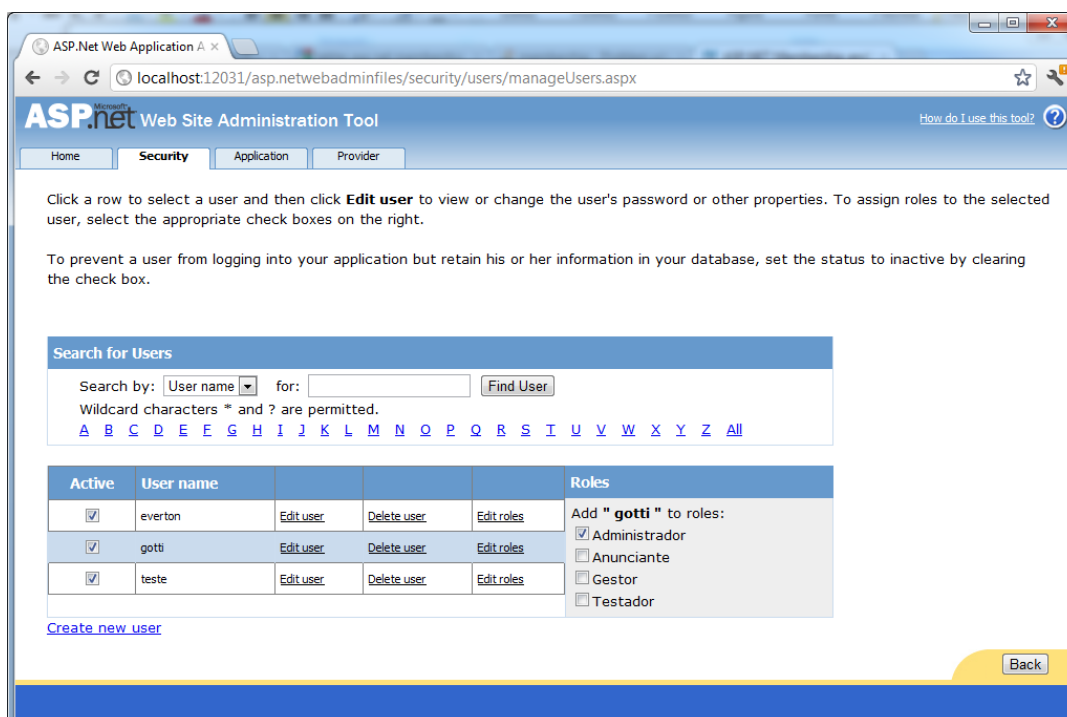 ASP.Net Web Application A
localhost:12031/asp.netwebadminfiles/security/users/manageUsers.aspx
Microsoft
ASP.net Web Site Administration Tool
How do I use this tool? ?
Home Security Application Provider
Click a row to select a user and then click Edit user to view or change the user's password or other properties. To assign roles to the selected
user, select the appropriate check boxes on the right.
To prevent a user from logging into your application but retain his or her information in your database, set the status to inactive by clearing
the check box.
Search for Users
Search by: User name for: Find User
Wildcard characters * and ? are permitted.
A B C D E F G H I J K L M N O P Q R S T U V W X Y Z All
Active User name Roles
everton Edit user Delete user Edit roles
gotti Edit user Delete user Edit roles
teste Edit user Delete user Edit roles
Add " gotti " to roles:
Administrador
Anunciante
Gestor
Testador
Create new user
Back